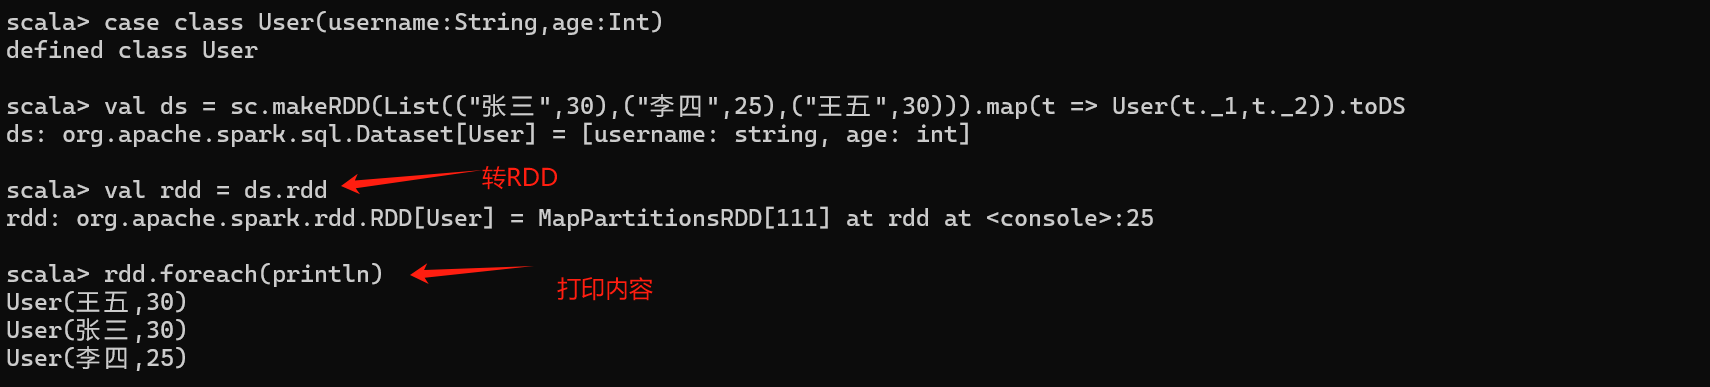 scala> case class User(username:String,age:Int)
defined class User
scala> val ds = sc.makeRDD(List(("张三",30),("李四",25),("王五",30))).map(t => User(t._1,t._2)).toDS
ds: org.apache.spark.sql.Dataset[User] = [username: string, age: int]
scala> val rdd = ds.rdd
转RDD
rdd: org.apache.spark.rdd.RDD[User] = MapPartitionsRDD[111] at rdd at <console>:25
scala> rdd.foreach(println)
打印内容
User(王五,30)
User(张三,30)
User(李四,25)